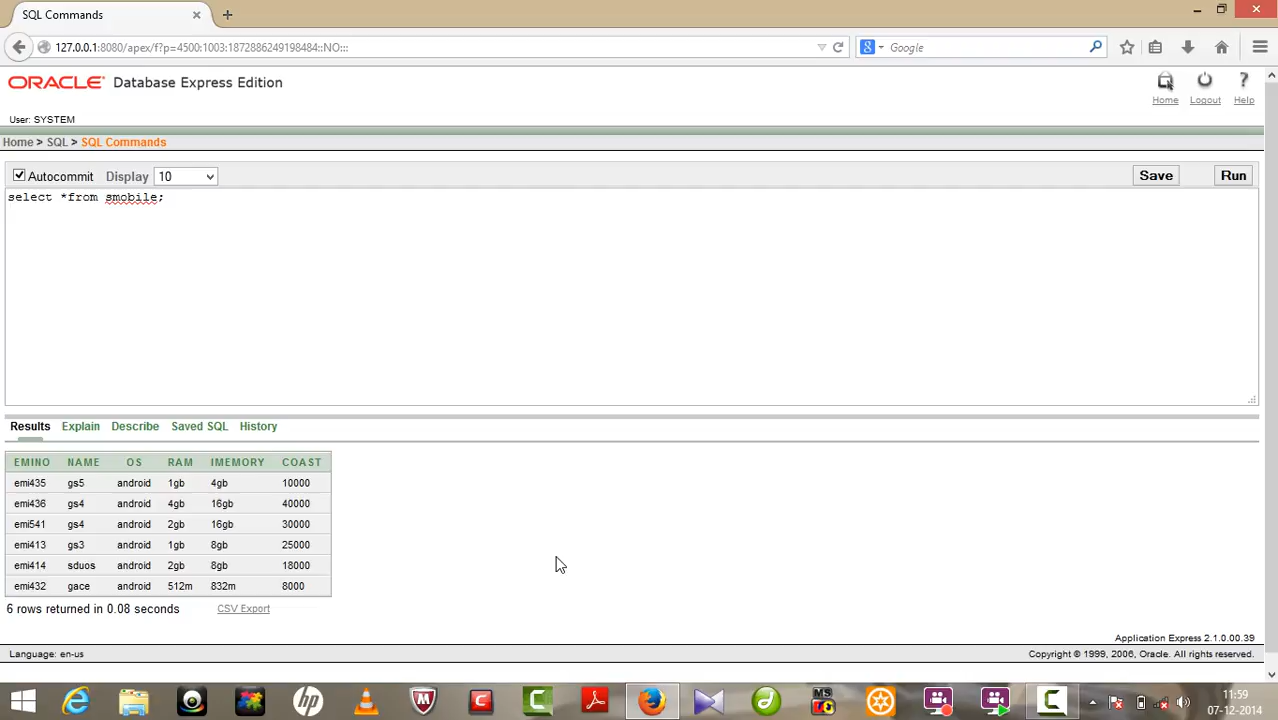 SQL Commands
127.0.0.1:8080/apex/f?p=4500:1003:1872886249198484::NO:::
Google
ORACLE Database Express Edition
Home Logout Help
User: SYSTEM
Home > SQL > SQL Commands
Autocommit Display 10 Save Run
select *from smobile;
Results Explain Describe Saved SQL History
EMINO NAME OS RAM IMEMORY COAST
emi435 gs5 android 1gb 4gb 10000
emi436 gs4 android 4gb 16gb 40000
emi541 gs4 android 2gb 16gb 30000
emi413 gs3 android 1gb 8gb 25000
emi414 sduos android 2gb 8gb 18000
emi432 gace android 512m 832m 8000
6 rows returned in 0.08 seconds CSV Export
Application Express 2.1.0.00.39
Language: en-us Copyright © 1999, 2006, Oracle. All rights reserved.
11:59
07-12-2014